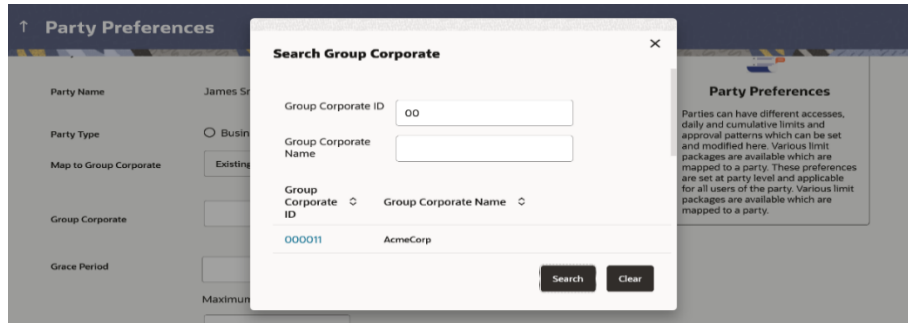 Party Preferences
Search Group Corporate
Party Name
James Sm
Group Corporate ID
00
Party Type
Busin
Group Corporate
Name
Map to Group Corporate
Existing
Group
Corporate
ID
Group Corporate Name
Group Corporate
000011
AcmeCorp
Grace Period
Search
Clear
Maximum
Party Preferences
Parties can have different accesses,
daily and cumulative limits and
approval patterns which can be set
and modified here. Various limit
packages are available which are
mapped to a party. These preferences
are set at party level and applicable
for all users of the party. Various limit
packages are available which are
mapped to a party.